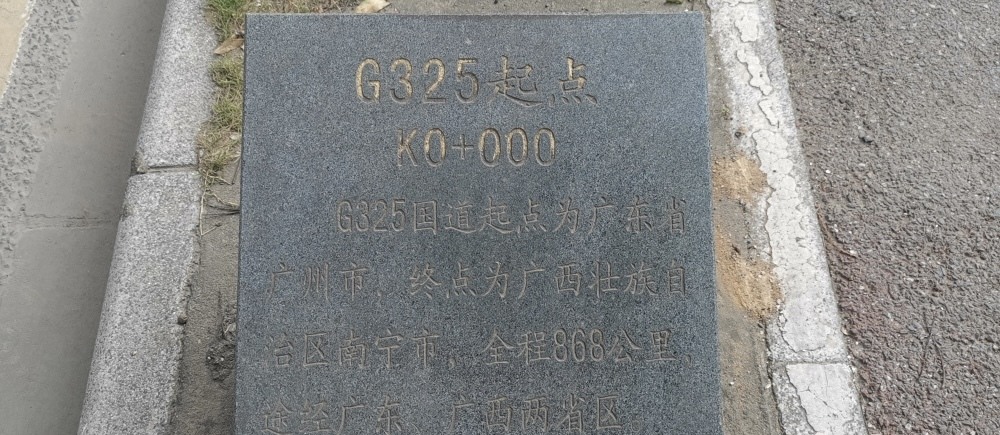 G325起点
K0+000
G325国道起点为广东省
广州市，终点为广西壮族自
治区南宁市，全程868公里，
途经广东、广西两省区。